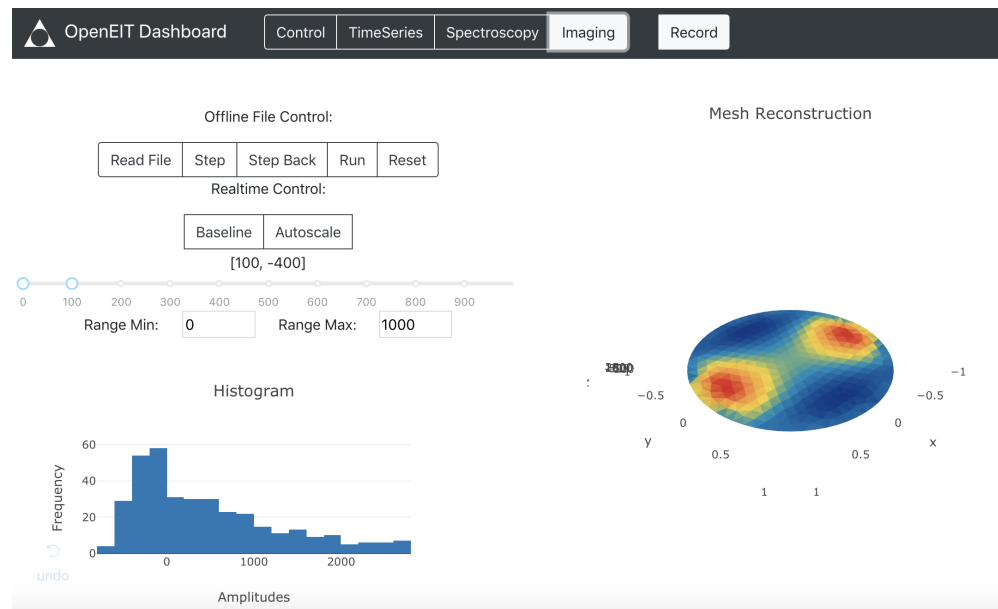 OpenEIT Dashboard Control TimeSeries Spectroscopy Imaging Record
Offline File Control:
Read File Step Step Back Run Reset
Realtime Control:
Baseline Autoscale
[100, -400]
0 100 200 300 400 500 600 700 800 900
Range Min: 0 Range Max: 1000
Histogram
60
40
20
0
Frequency
0 1000 2000
Amplitudes
undo
Mesh Reconstruction
−1
−0.5 −0.5
0 0
y x
0.5 0.5
1 1